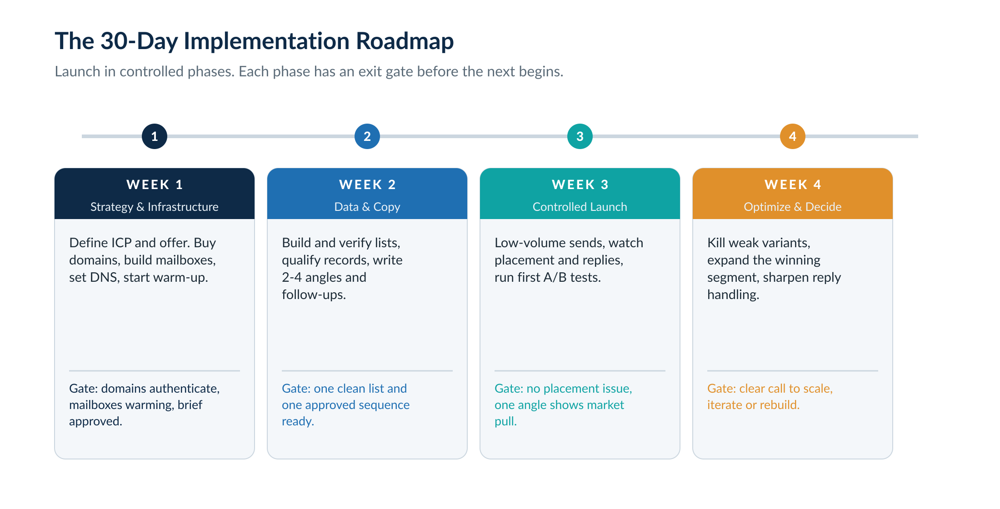 The 30-Day Implementation Roadmap
Launch in controlled phases. Each phase has an exit gate before the next begins.
1
2
3
4
WEEK 1
Strategy & Infrastructure
Define ICP and offer. Buy
domains, build mailboxes,
set DNS, start warm-up.
Gate: domains authenticate,
mailboxes warming, brief
approved.
WEEK 2
Data & Copy
Build and verify lists,
qualify records, write
2-4 angles and
follow-ups.
Gate: one clean list and
one approved sequence
ready.
WEEK 3
Controlled Launch
Low-volume sends, watch
placement and replies,
run first A/B tests.
Gate: no placement issue,
one angle shows market
pull.
WEEK 4
Optimize & Decide
Kill weak variants,
expand the winning
segment, sharpen reply
handling.
Gate: clear call to scale,
iterate or rebuild.